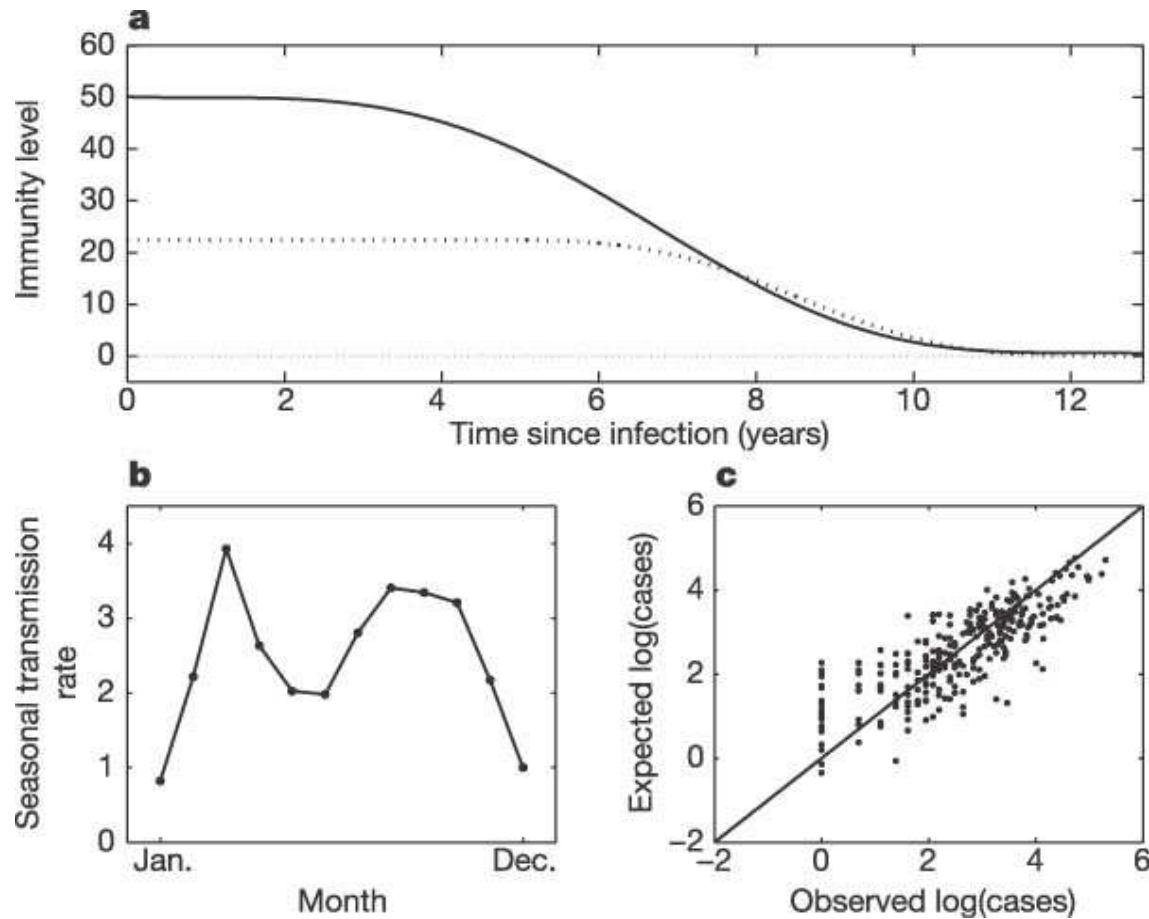 a
60
50
40
30
20
10
0
Immunity level
0 2 4 6 8 10 12
Time since infection (years)
b
4
3
2
1
0
Seasonal transmission
rate
Jan. Dec.
Month
c
6
4
2
0
−2
Expected log(cases)
−2 0 2 4 6
Observed log(cases)